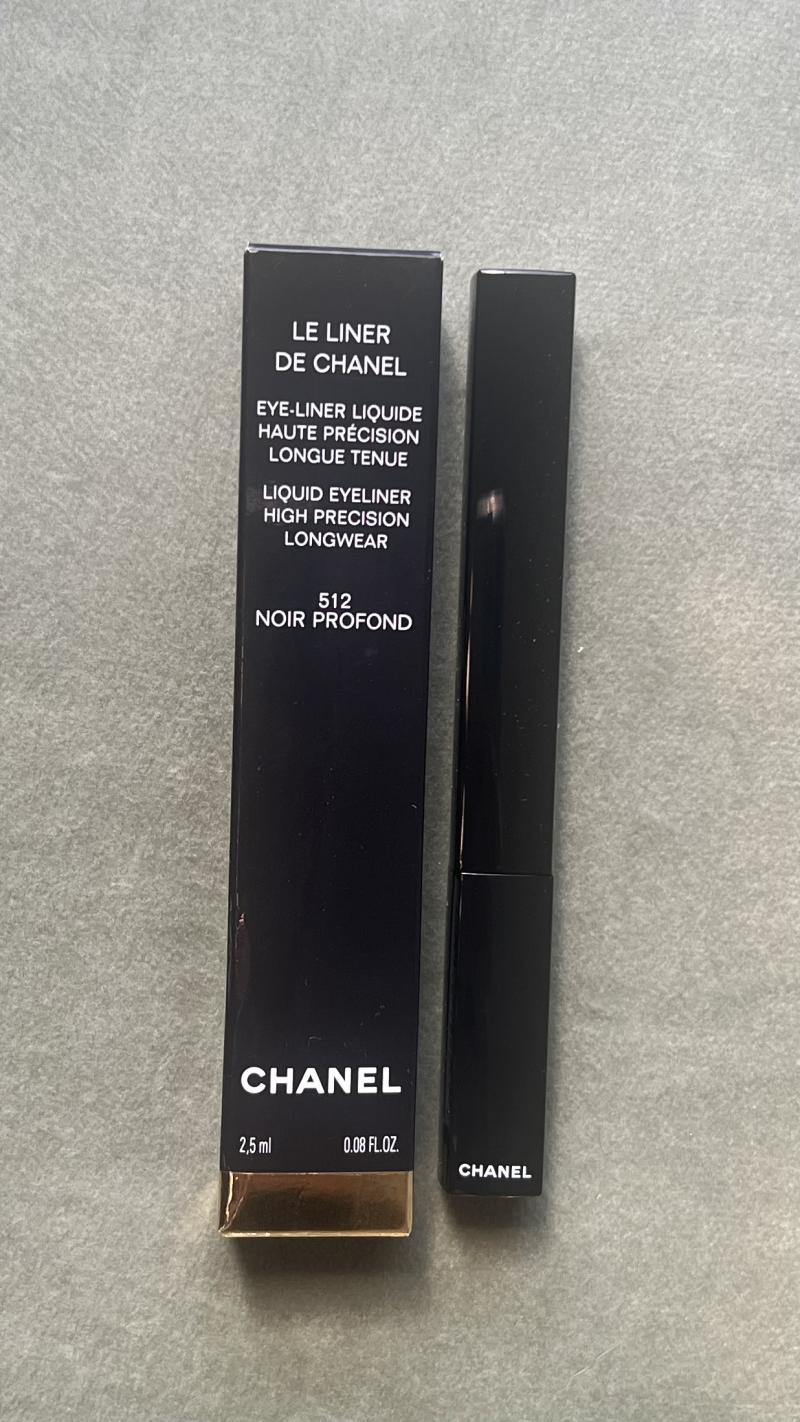 LE LINER
DE CHANEL
EYE-LINER LIQUIDE
HAUTE PRÉCISION
LONGUE TENUE
LIQUID EYELINER
HIGH PRECISION
LONGWEAR
512
NOIR PROFOND
CHANEL
2,5 ml 0.08 FL.OZ.
CHANEL